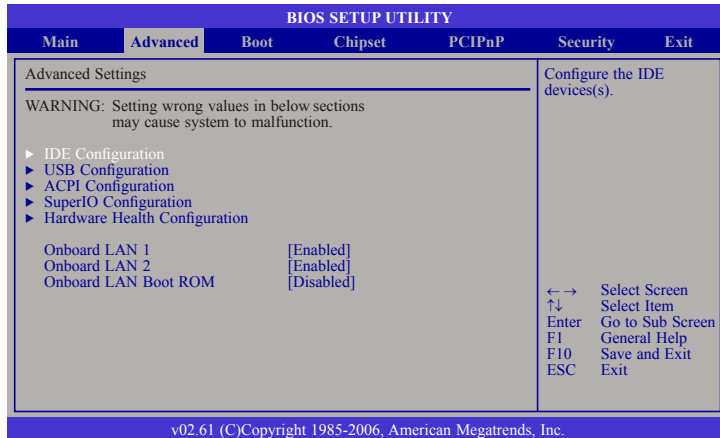 BIOS SETUP UTILITY
Main Advanced Boot Chipset PCIPnP Security Exit
Advanced Settings
WARNING: Setting wrong values in below sections
may cause system to malfunction.
► IDE Configuration
► USB Configuration
► ACPI Configuration
► SuperIO Configuration
► Hardware Health Configuration
Onboard LAN 1 [Enabled]
Onboard LAN 2 [Enabled]
Onboard LAN Boot ROM [Disabled]
Configure the IDE
devices(s).
←→ Select Screen
↑↓ Select Item
Enter Go to Sub Screen
F1 General Help
F10 Save and Exit
ESC Exit
v02.61 (C)Copyright 1985-2006, American Megatrends, Inc.